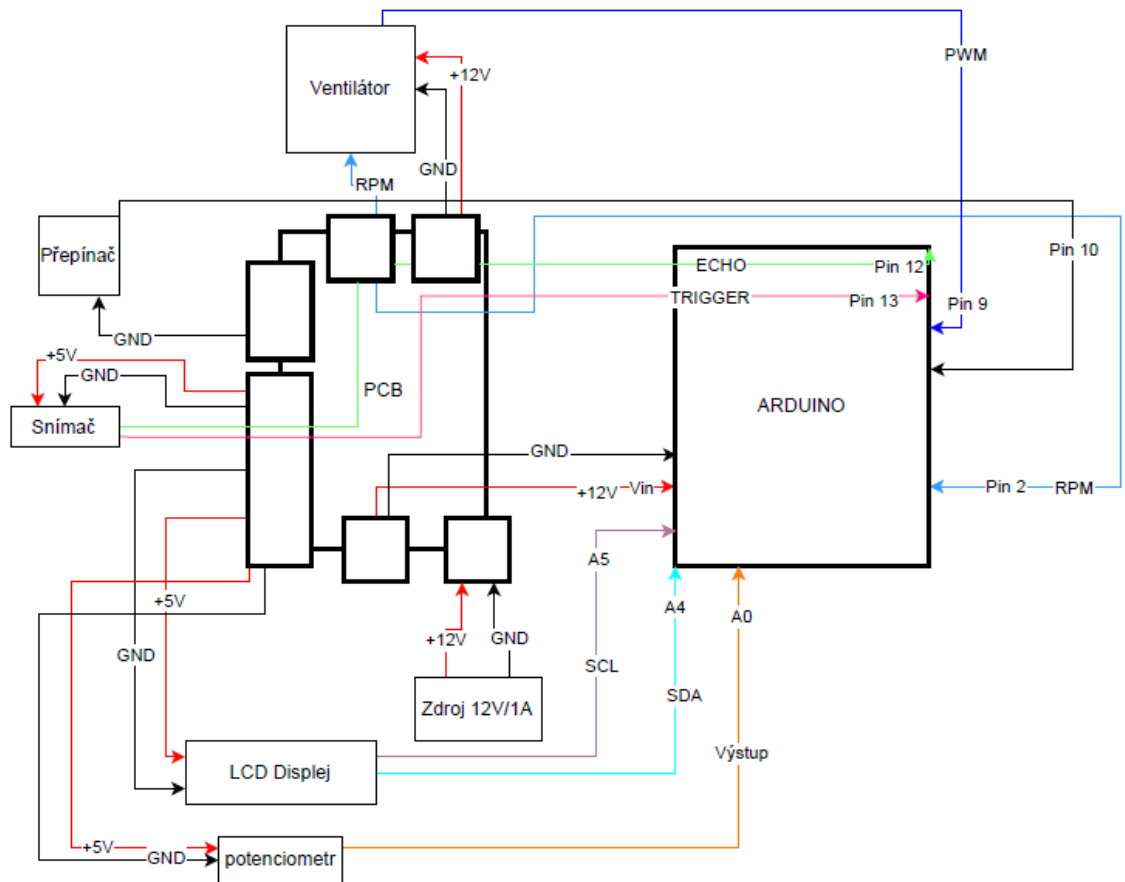 PWM
+12V
Ventilátor
GND
RPM
Přepínač
Pin 10
ECHO
Pin 12
TRIGGER
Pin 13
Pin 9
GND
+5V
GND
PCB
ARDUINO
Snímač
GND
+12V
Vin
Pin 2
RPM
A5
+5V
A4
A0
GND
+12V
GND
SCL
SDA
Zdroj 12V/1A
Výstup
LCD Displej
+5V
GND
potenciometr